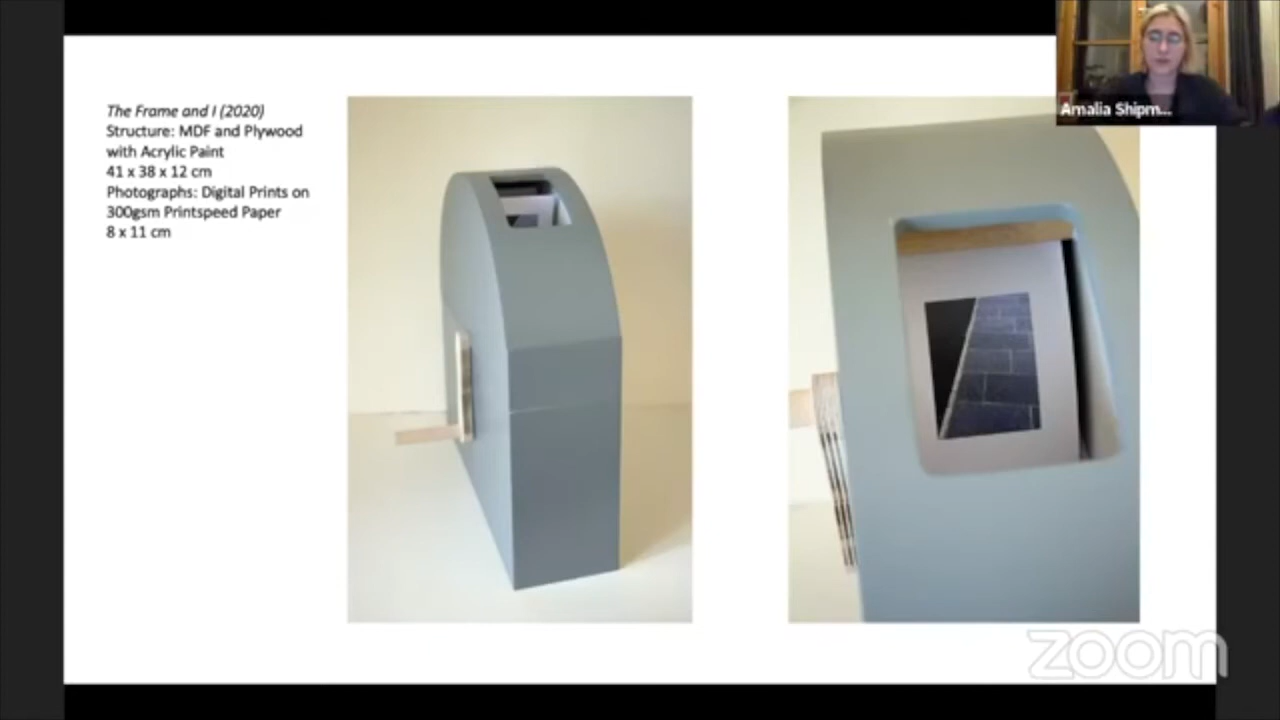 The Frame and I (2020)
Structure: MDF and Plywood
with Acrylic Paint
41 x 38 x 12 cm
Photographs: Digital Prints on
300gsm Printspeed Paper
8 x 11 cm
Amalia Shipm...
zoom